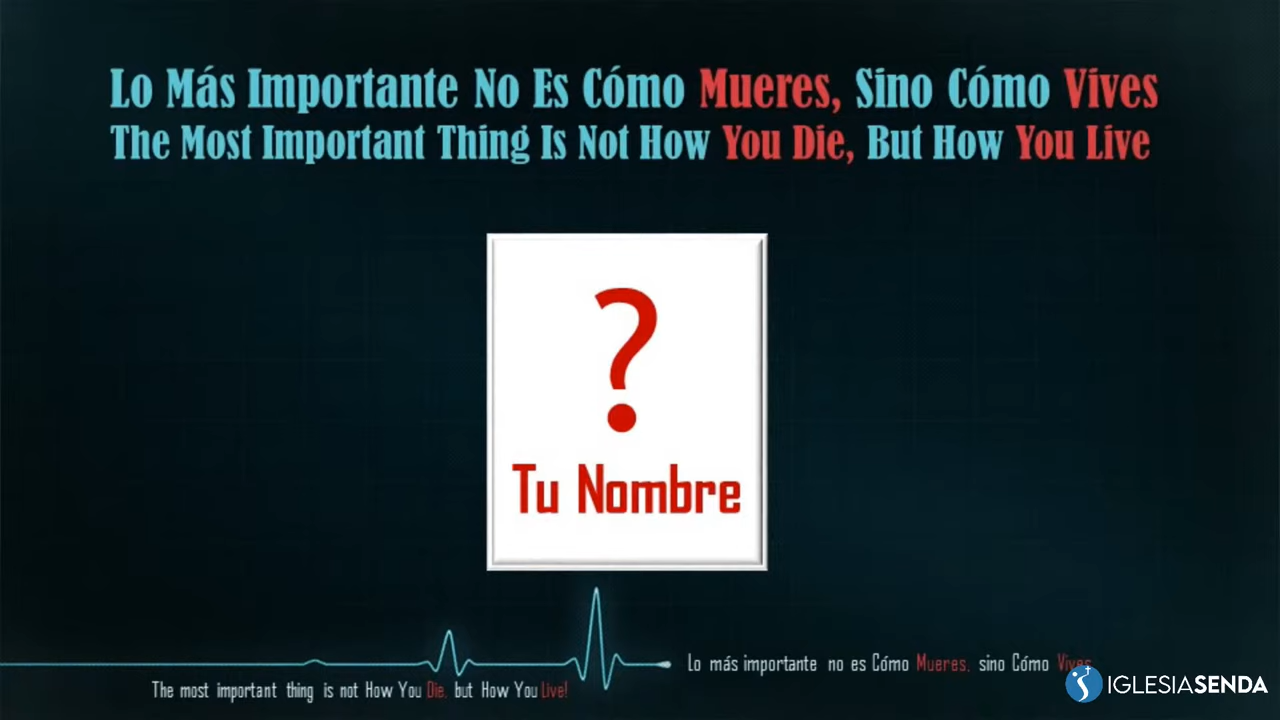 Lo Más Importante No Es Cómo Mueres, Sino Cómo Vives
The Most Important Thing Is Not How You Die, But How You Live
?
Tu Nombre
Lo más importante no es Cómo Mueres, sino Cómo Vives
The most important thing is not How You Die, but How You Live!
IGLESIASENDA